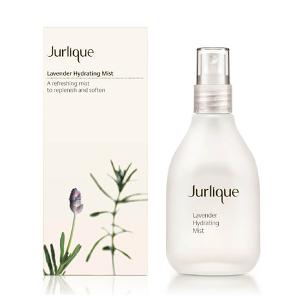 Jurlique
Lavender Hydrating Mist
A refreshing mist
to replenish and soften
Jurlique
Lavender
Hydrating
Mist